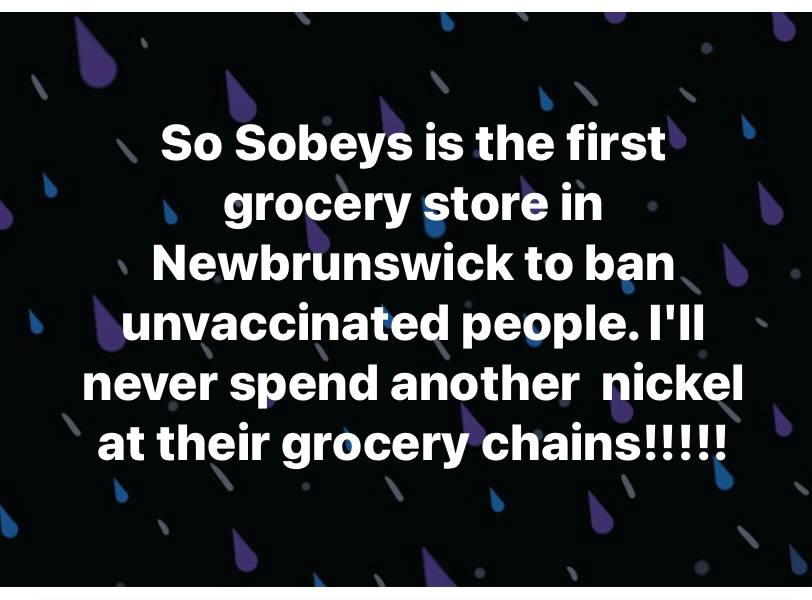 So Sobeys is the first
grocery store in
Newbrunswick to ban
unvaccinated people. I'll
never spend another  nickel
at their grocery chains!!!!!